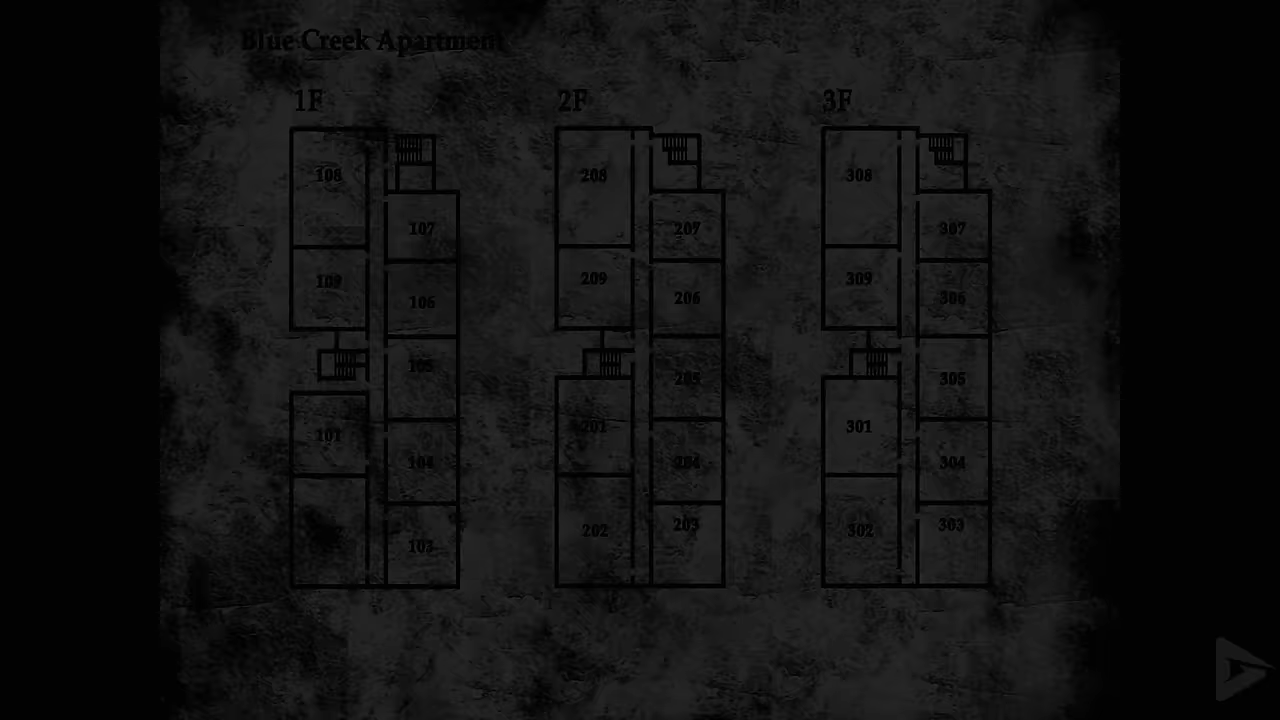 Blue Creek Apartment
1F 2F 3F
108 208 308
107 207 307
109 209 309
106 206 306
105 205 305
101 201 301
104 204 304
103 203 303
202 302